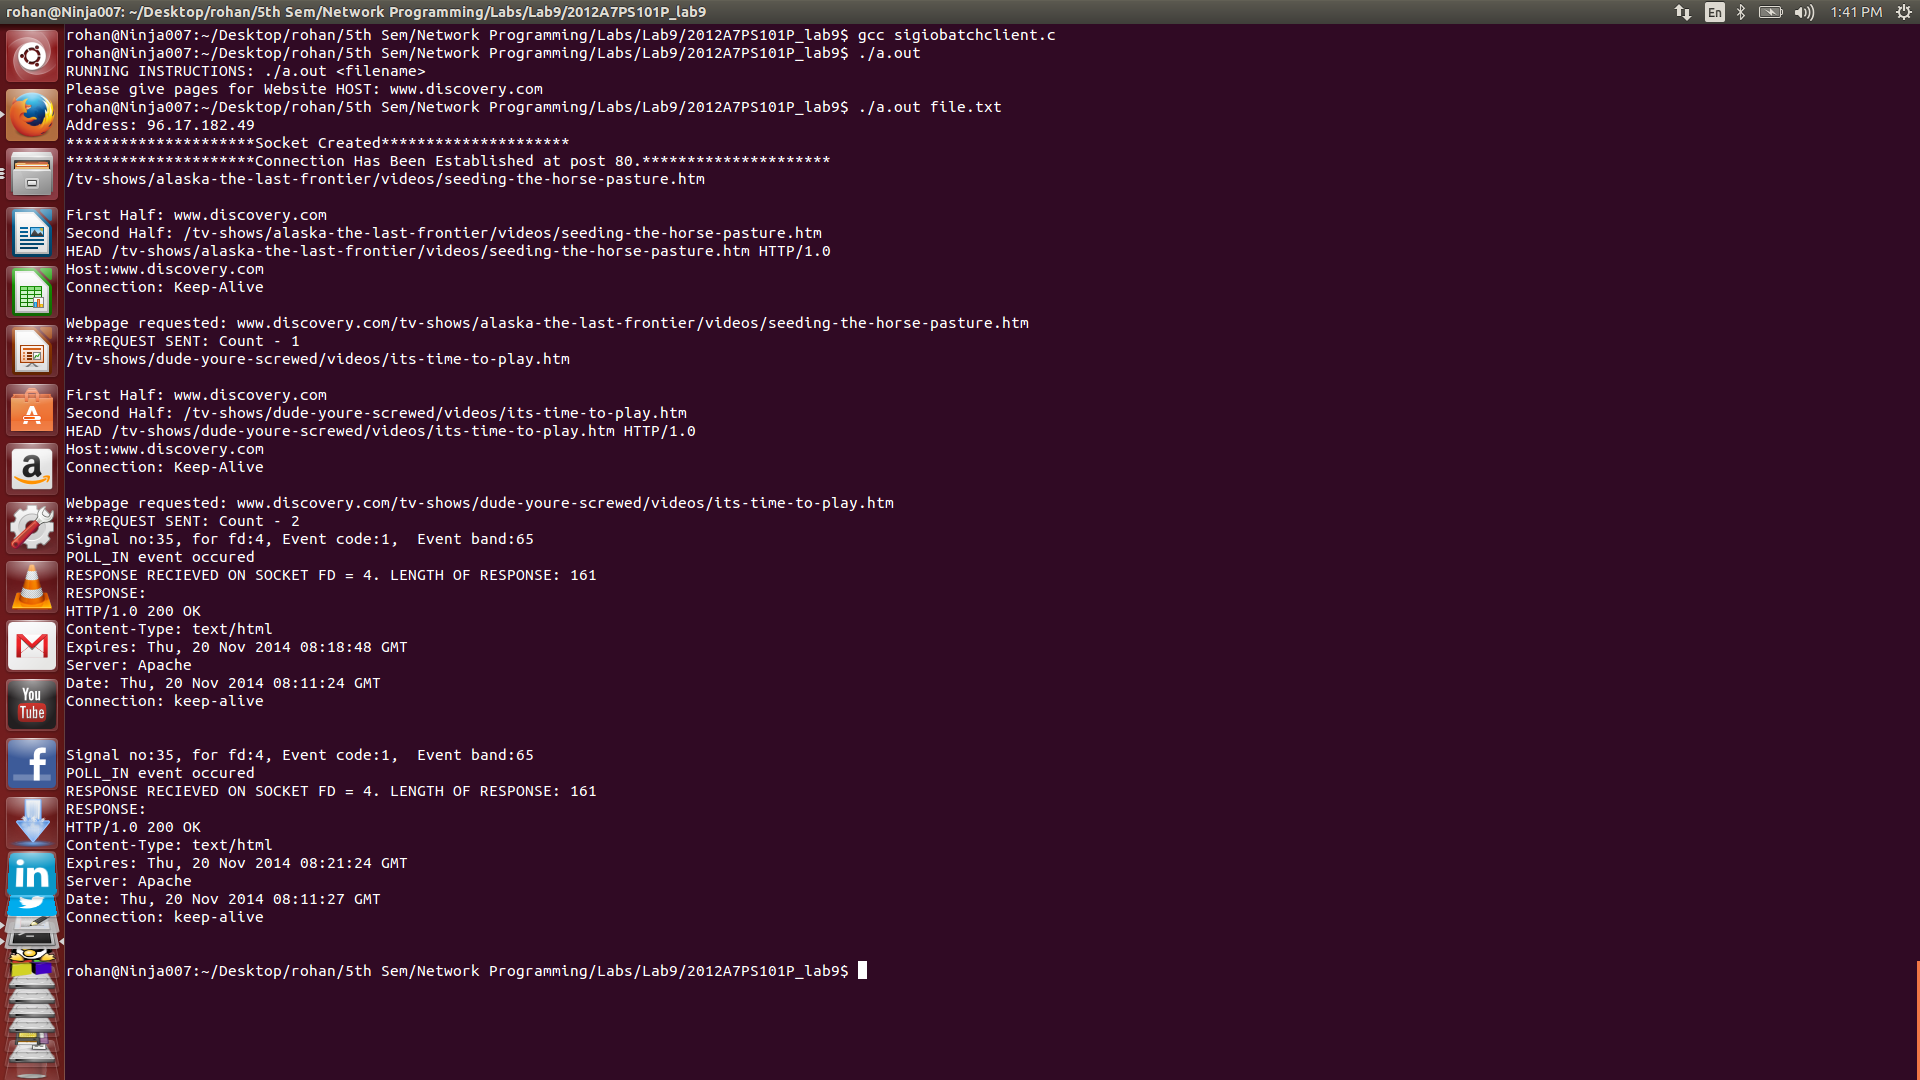 rohan@Ninja007: ~/Desktop/rohan/5th Sem/Network Programming/Labs/Lab9/2012A7PS101P_lab9
En
1:41 PM
rohan@Ninja007:~/Desktop/rohan/5th Sem/Network Programming/Labs/Lab9/2012A7PS101P_lab9$ gcc sigiobatchclient.c
rohan@Ninja007:~/Desktop/rohan/5th Sem/Network Programming/Labs/Lab9/2012A7PS101P_lab9$ ./a.out
RUNNING INSTRUCTIONS: ./a.out <filename>
Please give pages for Website HOST: www.discovery.com
rohan@Ninja007:~/Desktop/rohan/5th Sem/Network Programming/Labs/Lab9/2012A7PS101P_lab9$ ./a.out file.txt
Address: 96.17.182.49
*********************Socket Created*********************
*********************Connection Has Been Established at post 80.*********************
/tv-shows/alaska-the-last-frontier/videos/seeding-the-horse-pasture.htm
First Half: www.discovery.com
Second Half: /tv-shows/alaska-the-last-frontier/videos/seeding-the-horse-pasture.htm
HEAD /tv-shows/alaska-the-last-frontier/videos/seeding-the-horse-pasture.htm HTTP/1.0
Host:www.discovery.com
Connection: Keep-Alive
Webpage requested: www.discovery.com/tv-shows/alaska-the-last-frontier/videos/seeding-the-horse-pasture.htm
***REQUEST SENT: Count - 1
/tv-shows/dude-youre-screwed/videos/its-time-to-play.htm
First Half: www.discovery.com
Second Half: /tv-shows/dude-youre-screwed/videos/its-time-to-play.htm
HEAD /tv-shows/dude-youre-screwed/videos/its-time-to-play.htm HTTP/1.0
Host:www.discovery.com
Connection: Keep-Alive
Webpage requested: www.discovery.com/tv-shows/dude-youre-screwed/videos/its-time-to-play.htm
***REQUEST SENT: Count - 2
Signal no:35, for fd:4, Event code:1,  Event band:65
POLL_IN event occured
RESPONSE RECIEVED ON SOCKET FD = 4. LENGTH OF RESPONSE: 161
RESPONSE:
HTTP/1.0 200 OK
Content-Type: text/html
Expires: Thu, 20 Nov 2014 08:18:48 GMT
Server: Apache
Date: Thu, 20 Nov 2014 08:11:24 GMT
Connection: keep-alive
Signal no:35, for fd:4, Event code:1,  Event band:65
POLL_IN event occured
RESPONSE RECIEVED ON SOCKET FD = 4. LENGTH OF RESPONSE: 161
RESPONSE:
HTTP/1.0 200 OK
Content-Type: text/html
Expires: Thu, 20 Nov 2014 08:21:24 GMT
Server: Apache
Date: Thu, 20 Nov 2014 08:11:27 GMT
Connection: keep-alive
rohan@Ninja007:~/Desktop/rohan/5th Sem/Network Programming/Labs/Lab9/2012A7PS101P_lab9$
A
a
M
You
Tube
f
in